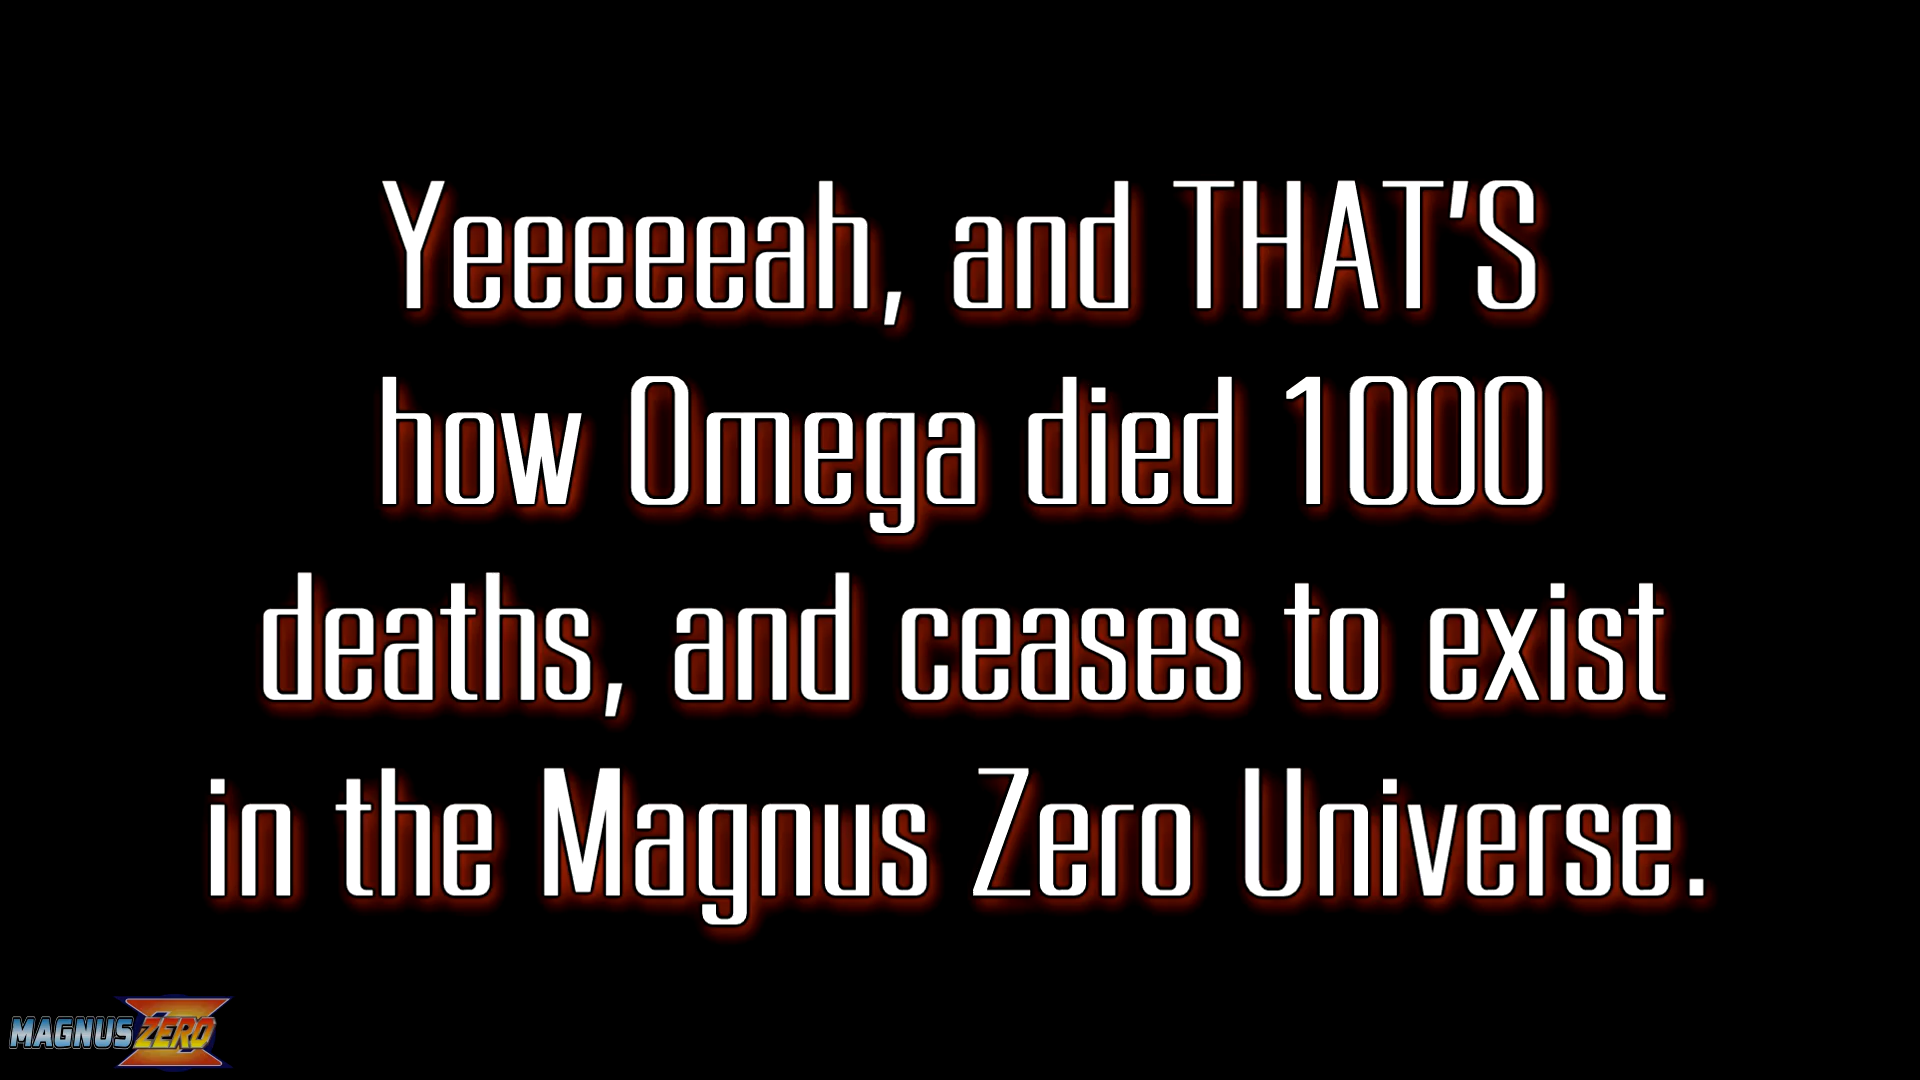 Yeeeeeah, and THAT'S
how Omega died 1000
deaths, and ceases to exist
in the Magnus Zero Universe.
MAGNUS ZERO